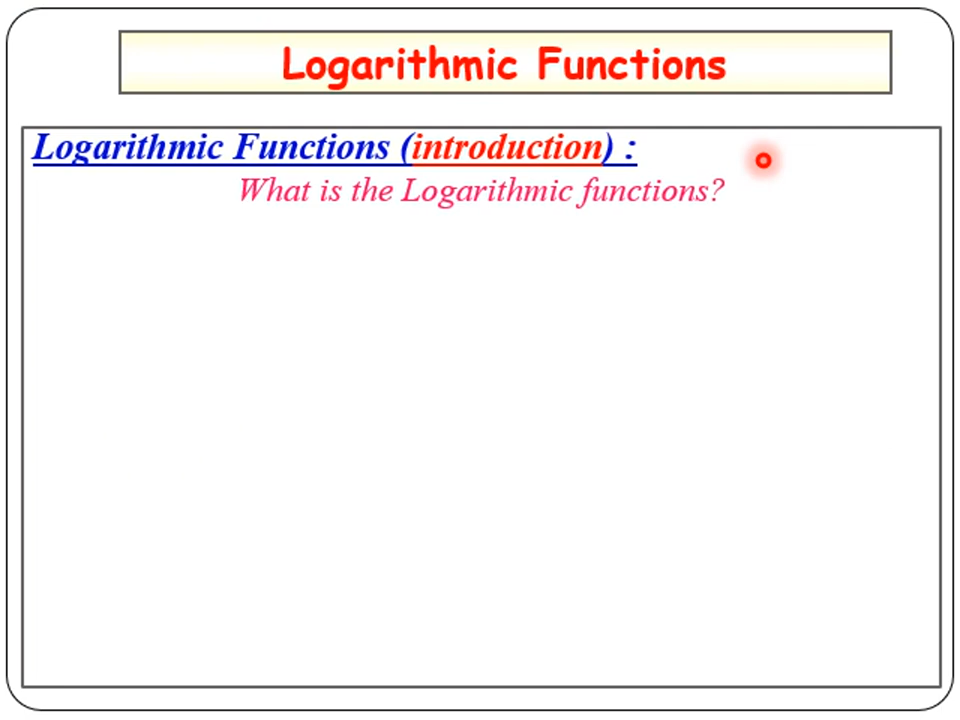 Logarithmic Functions
Logarithmic Functions (introduction) :
What is the Logarithmic functions?